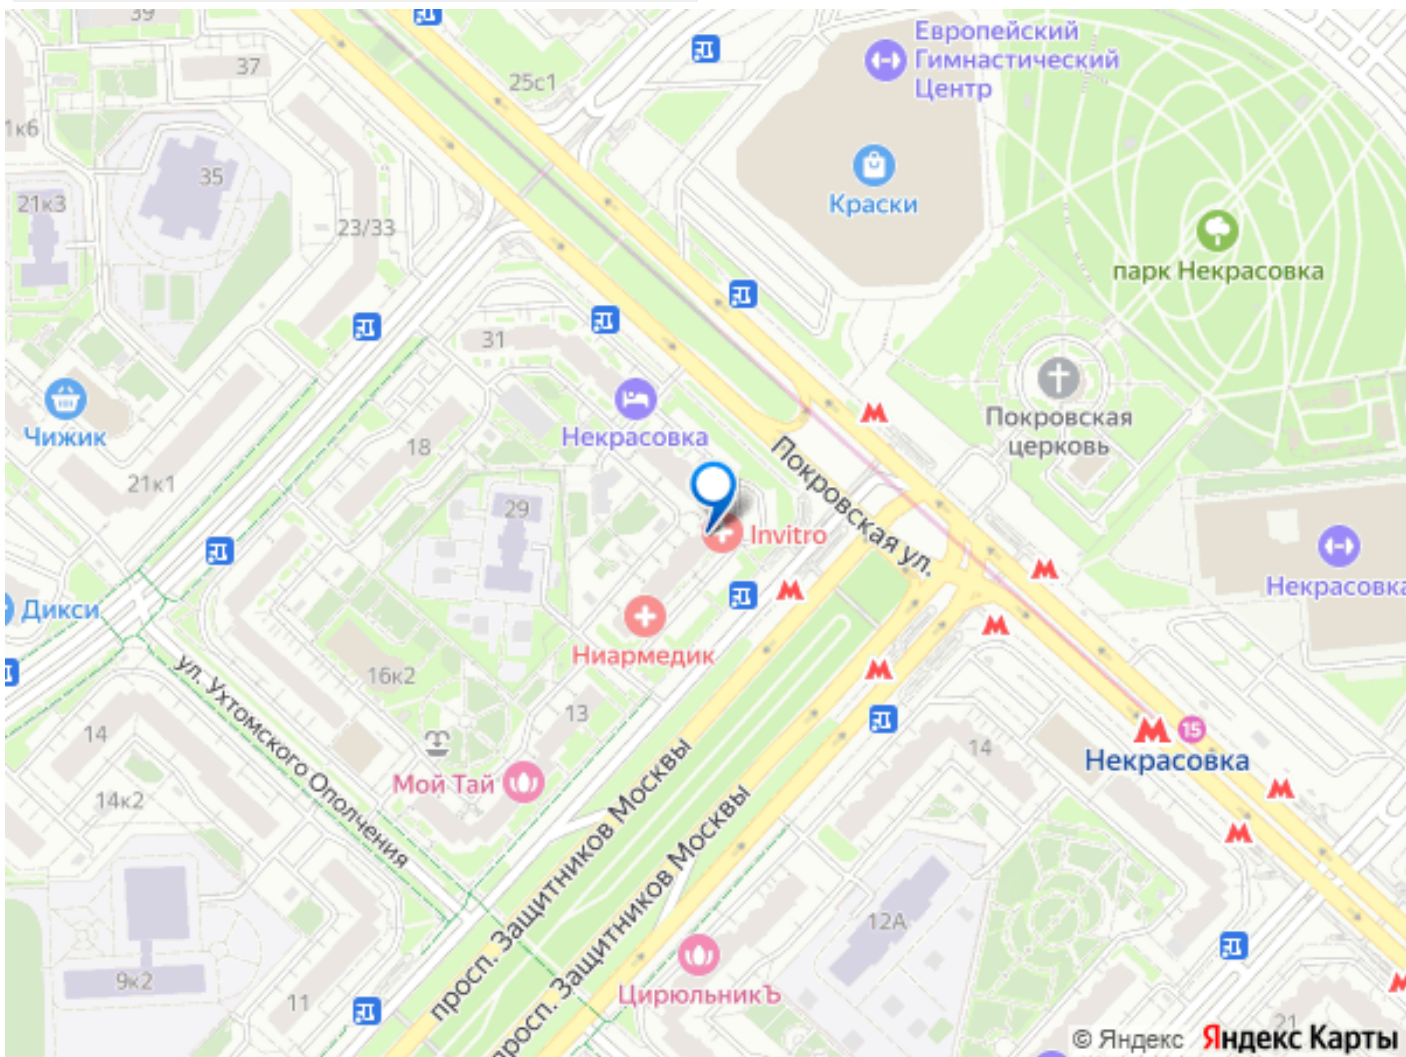 39
37
25с1
Европейский
Гимнастический
Центр
1к6
35
21к3
23/33
Краски
парк Некрасовка
31
Чижик
Некрасовка
18
Покровская
церковь
21к1
29
Покровская ул.
Invitro
Некрасовка
Дикси
Ниармедик
16к2
ул. Ухтомского Ополчения
13
14
14
15
Некрасовка
Мой Тай
14к2
просп. Защитников Москвы
просп. Защитников Москвы
12А
9к2
11
ЦирюльникЪ
21
© Яндекс Яндекс Карты